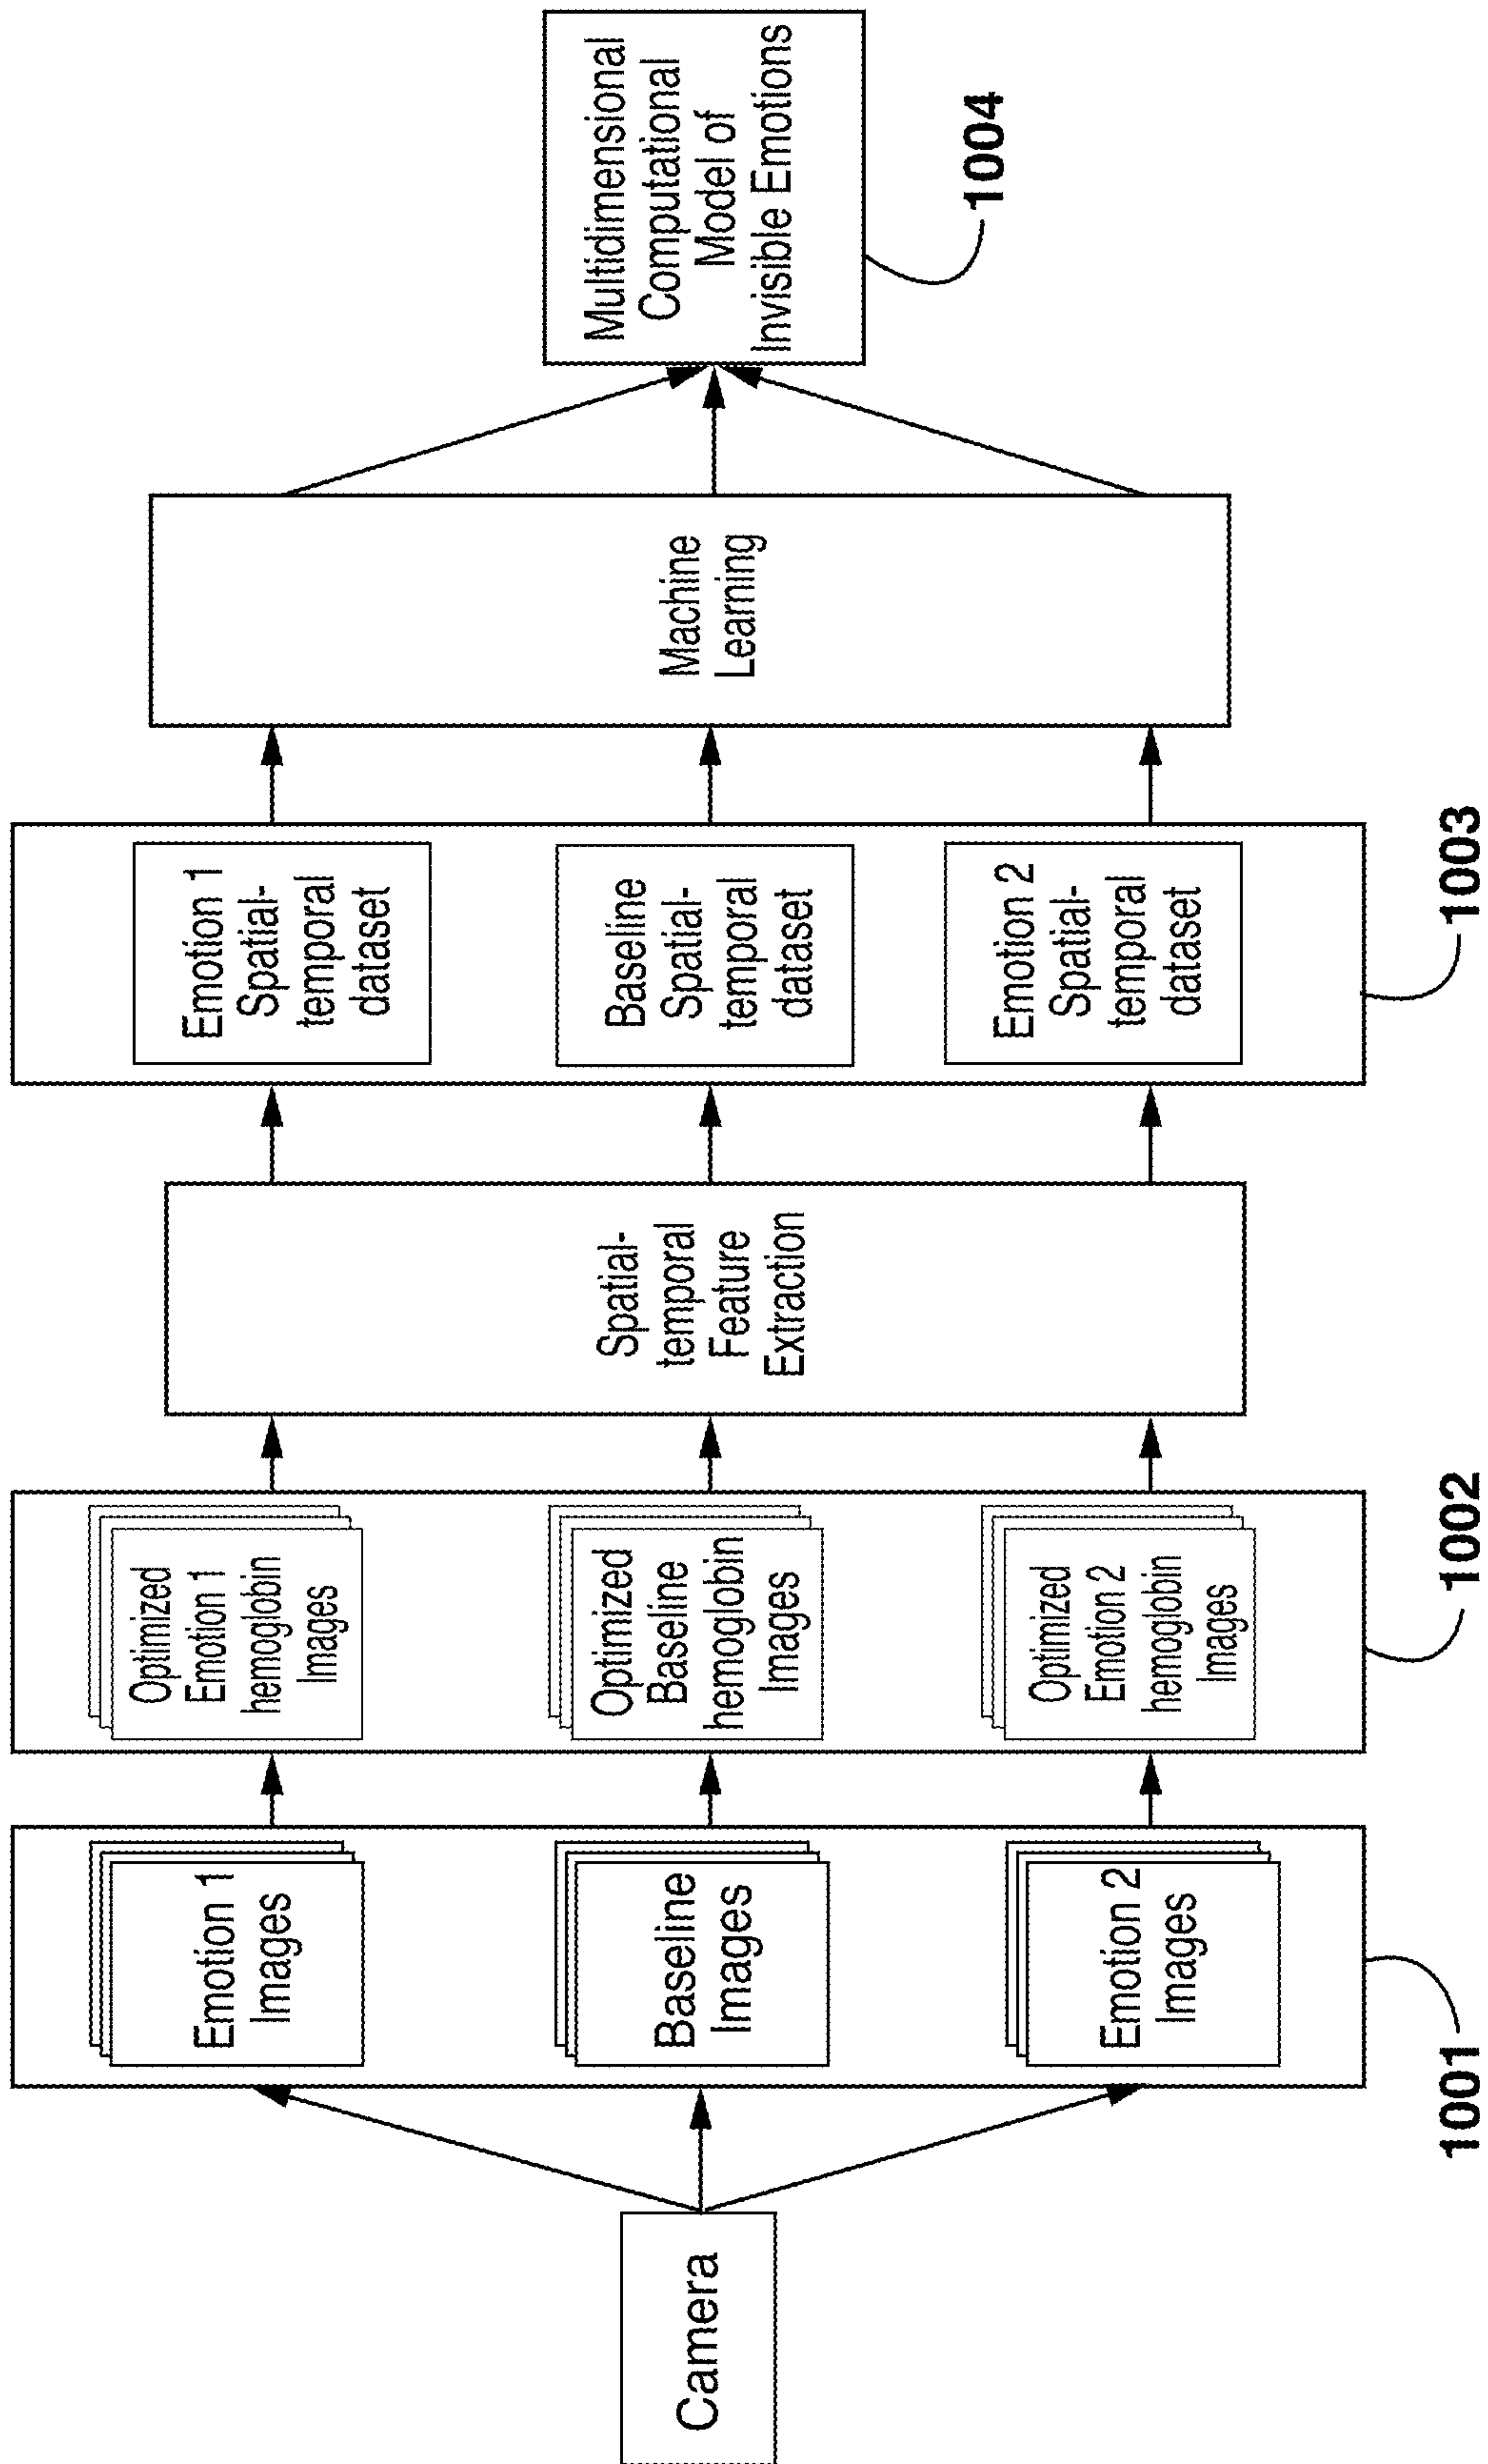 Camera
Emotion 1
Images
Baseline
Images
Emotion 2
Images
1001
Optimized
Emotion 1
hemoglobin
Images
Optimized
Baseline
hemoglobin
Images
Optimized
Emotion 2
hemoglobin
Images
1002
Spatial-
temporal
Feature
Extraction
Emotion 1
Spatial-
temporal
dataset
Baseline
Spatial-
temporal
dataset
Emotion 2
Spatial-
temporal
dataset
1003
Machine
Learning
Multidimensional
Computational
Model of
Invisible Emotions
1004